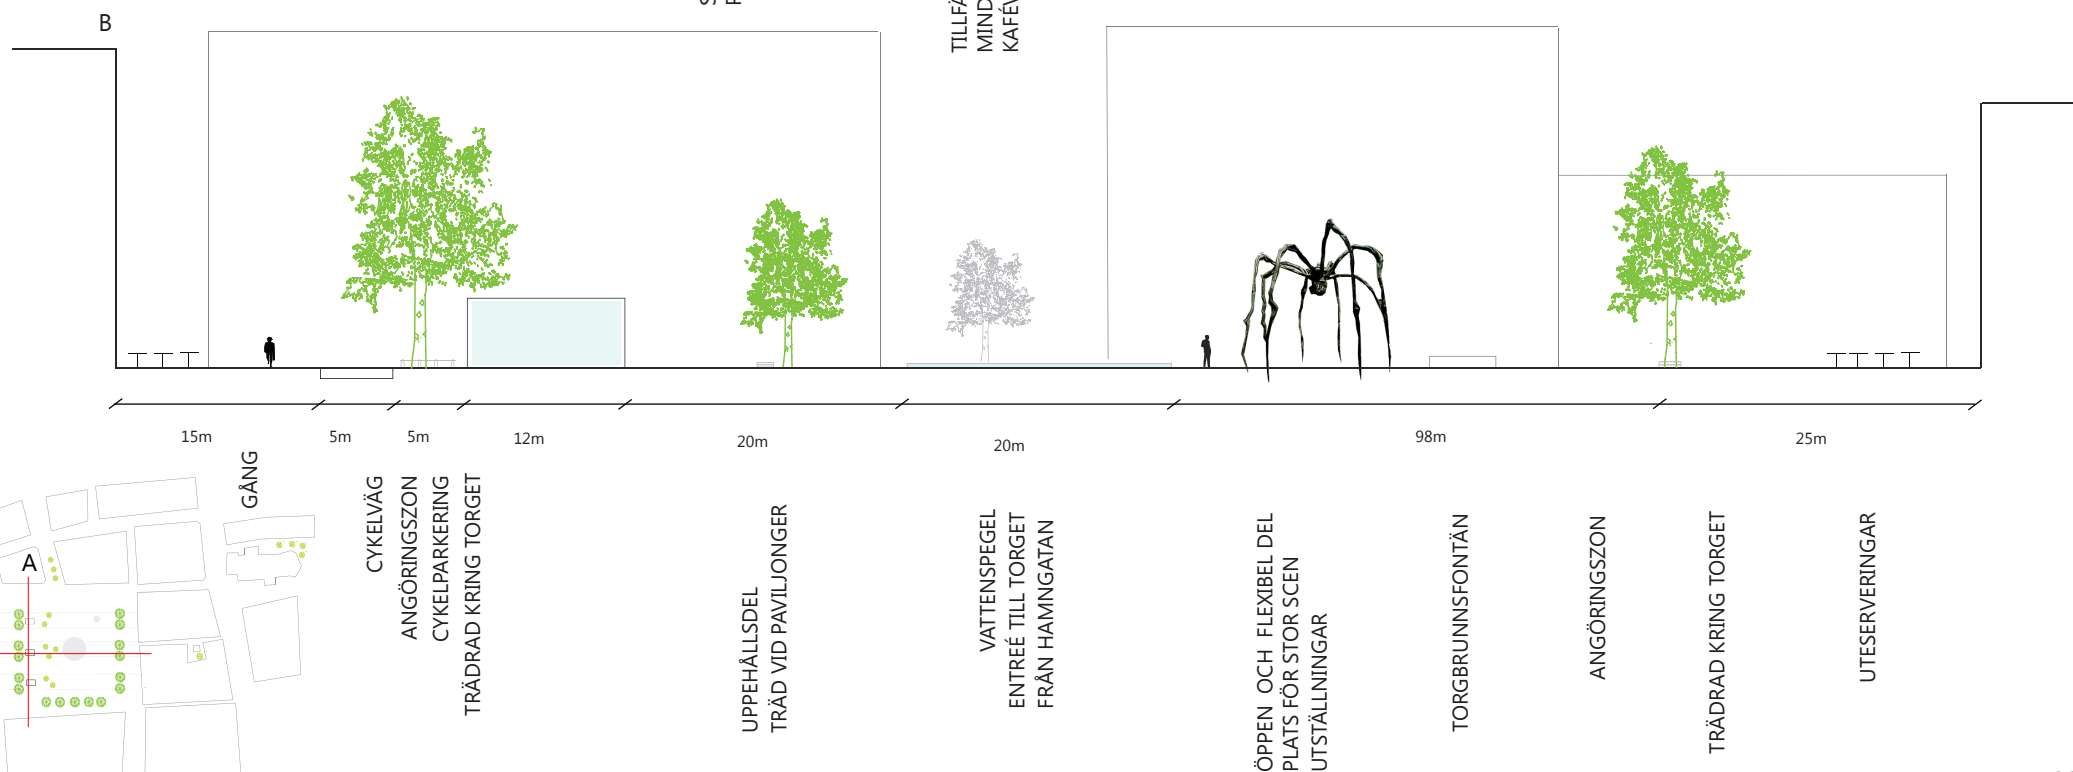 B
15m
5m
5m
12m
20m
20m
98m
25m
GÅNG
CYKELVÄG
ANGÖRINGSZON
CYKELPARKERING
TRÄDRAD KRING TORGET
UPPEHÅLLSDEL
TRÄD VID PAVILJONGER
VATTENSPEGEL
ENTREÉ TILL TORGET
FRÅN HAMNGATAN
ÖPPEN OCH FLEXIBEL DEL
PLATS FÖR STOR SCEN
UTSTÄLLNINGAR
TORGBRUNNSFONTÄN
ANGÖRINGSZON
TRÄDRAD KRING TORGET
UTESERVERINGAR
A